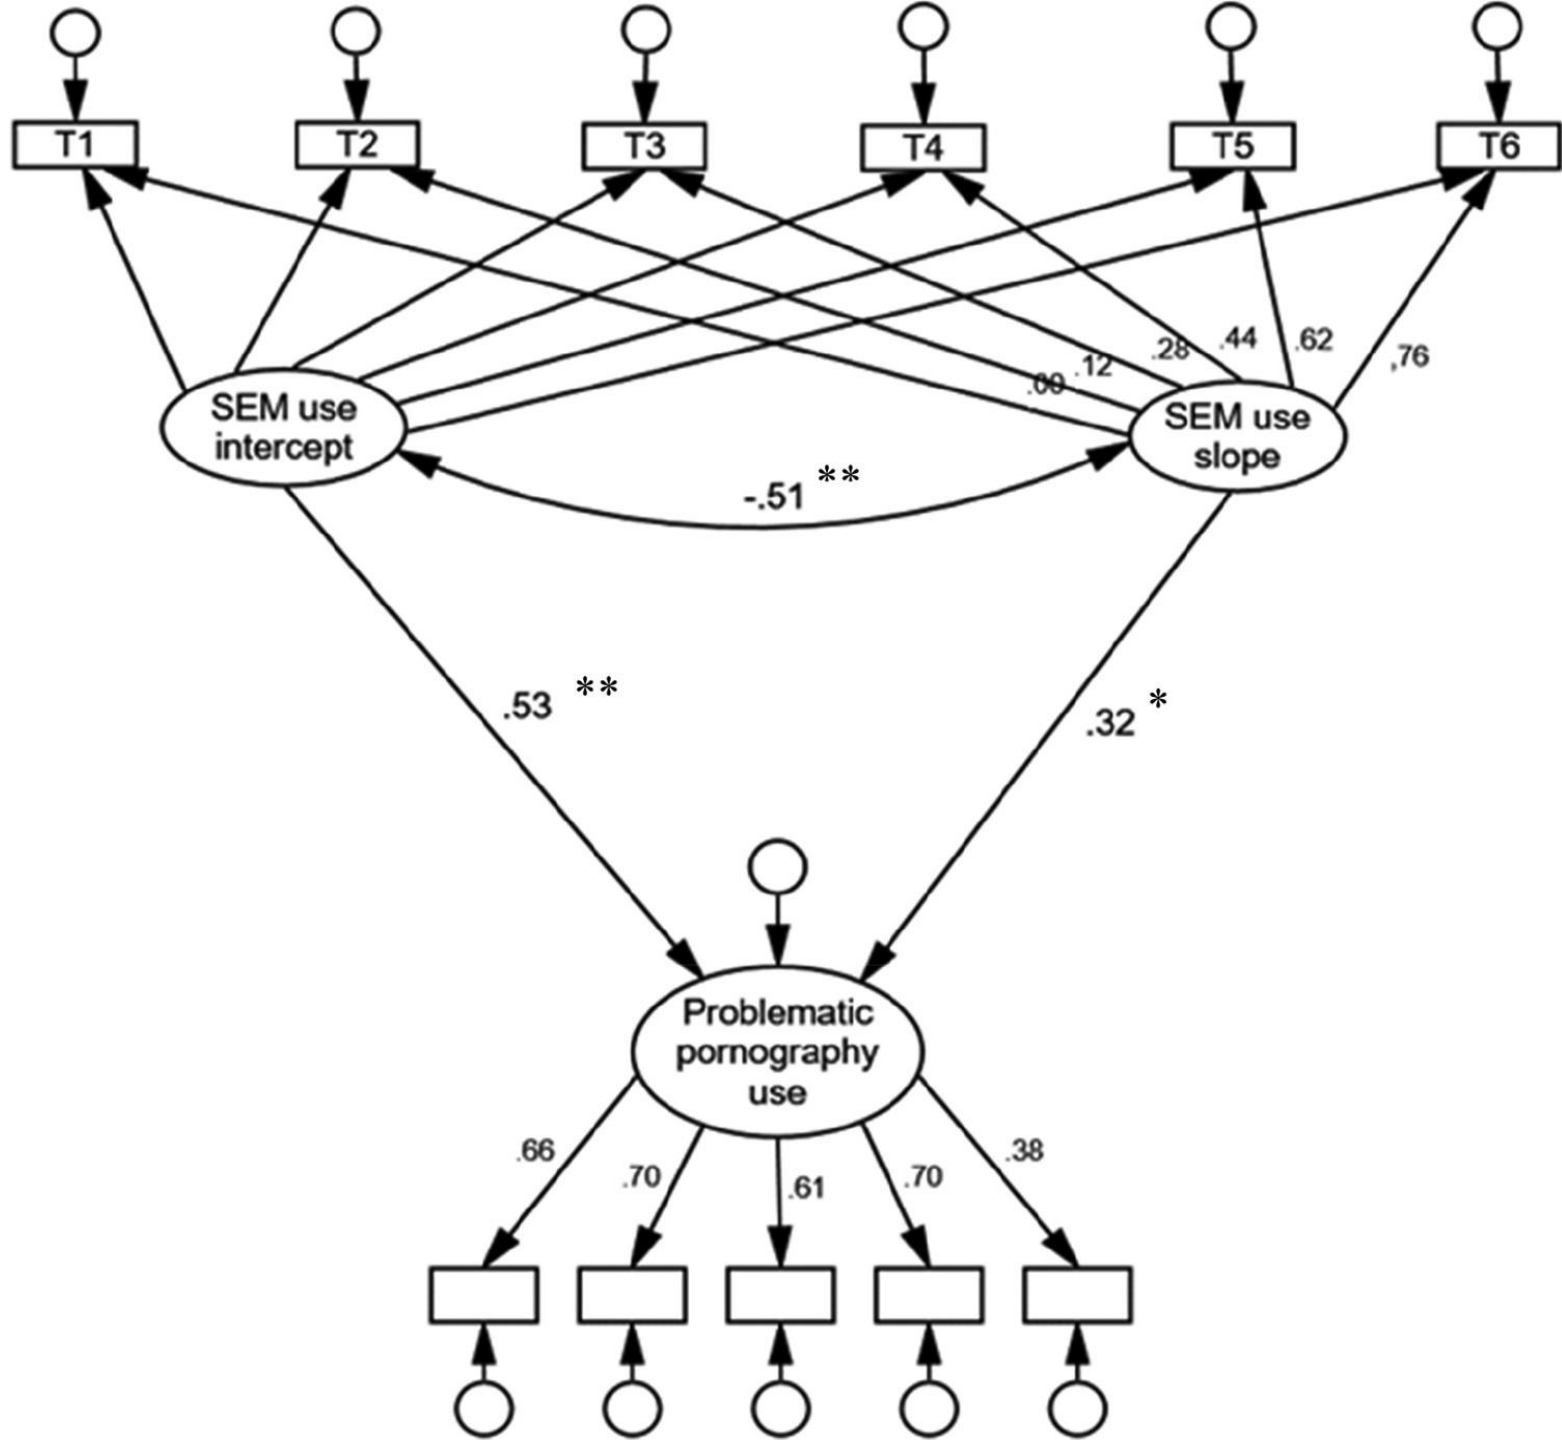 T1
T2
T3
T4
T5
T6
.00
.12
.28
.44
.62
,76
SEM use
intercept
SEM use
slope
-.51 **
.53 **
.32 *
Problematic
pornography
use
.66
.70
.61
.70
.38